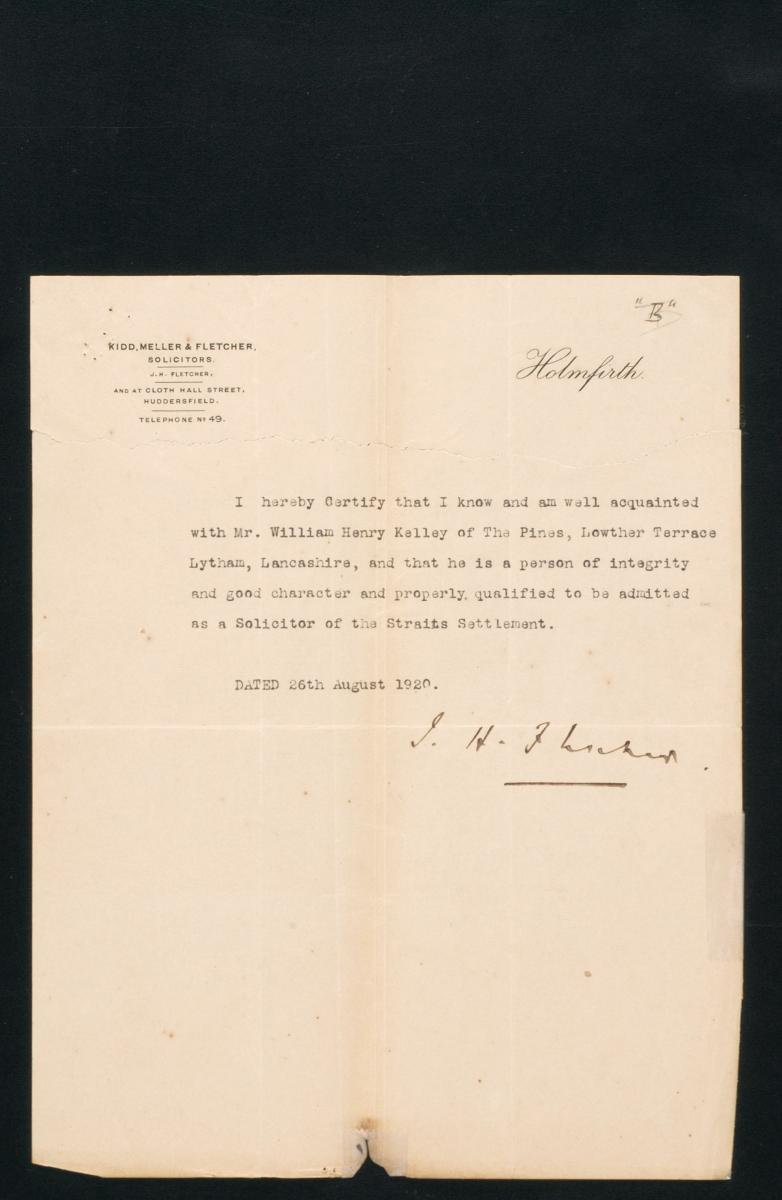 "B"
KIDD, MELLER & FLETCHER,
SOLICITORS.
J. H. FLETCHER.
AND AT CLOTH HALL STREET,
HUDDERSFIELD.
TELEPHONE No 49.
Holmfirth.
I hereby Certify that I know and am well acquainted
with Mr. William Henry Kelley of The Pines, Lowther Terrace
Lytham, Lancashire, and that he is a person of integrity
and good character and properly qualified to be admitted
as a Solicitor of the Straits Settlement.
DATED 26th August 1920.
J. H. Fletcher.